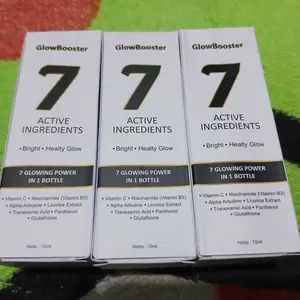 GlowBooster
7
ACTIVE
INGREDIENTS
•Bright • Healty Glow
7 GLOWING POWER
IN 1 BOTTLE
• Vitamin C • Niacinamide (Vitamin B3)
• Alpha Arbutine • Licorice Extract
• Tranexamic Acid • Panthenol
• Glutathione
Netto : 10ml
GlowBooster
7
ACTIVE
INGREDIENTS
•Bright • Healty Glow
7 GLOWING POWER
IN 1 BOTTLE
• Vitamin C • Niacinamide (Vitamin B3)
• Alpha Arbutine • Licorice Extract
• Tranexamic Acid • Panthenol
• Glutathione
Netto : 10ml
GlowBooster
7
ACTIVE
INGREDIENTS
•Bright • Healty Glow
7 GLOWING POWER
IN 1 BOTTLE
• Vitamin C • Niacinamide (Vitamin B3)
• Alpha Arbutine • Licorice Extract
• Tranexamic Acid • Panthenol
• Glutathione
Netto : 10ml